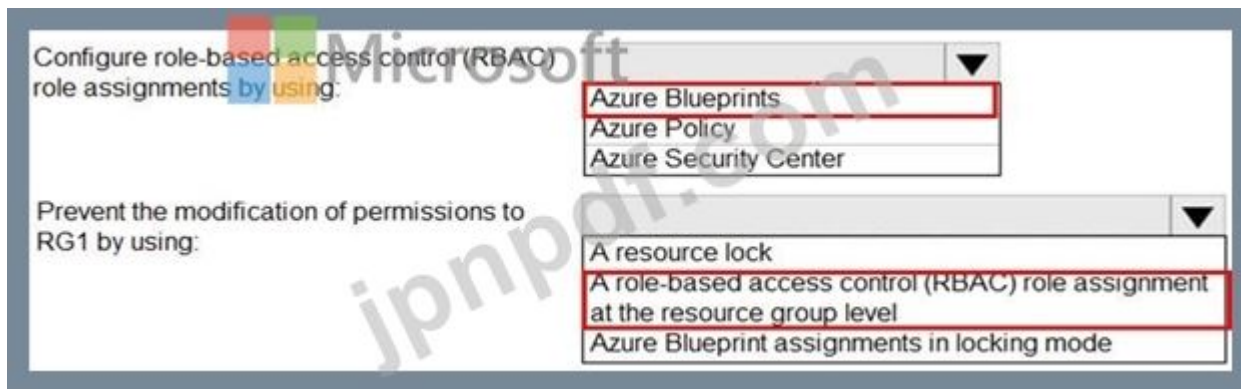 Microsoft
Configure role-based access control (RBAC)
role assignments by using:
Azure Blueprints
Azure Policy
Azure Security Center
Prevent the modification of permissions to
RG1 by using:
A resource lock
A role-based access control (RBAC) role assignment
at the resource group level
Azure Blueprint assignments in locking mode
jpnpdf.com